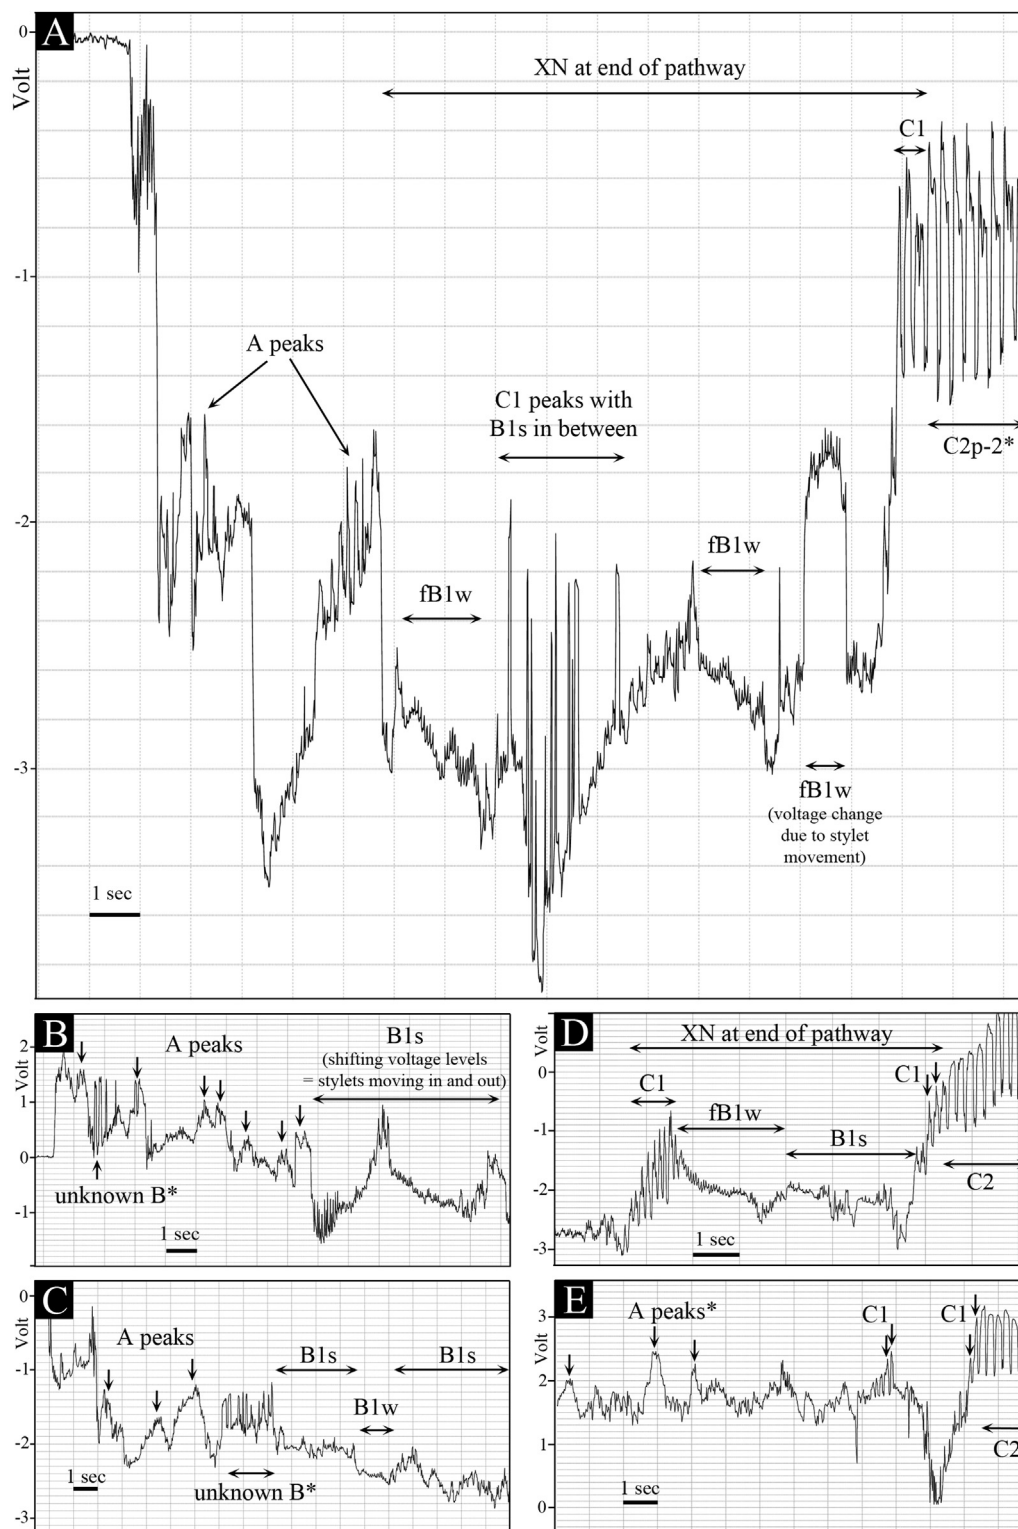 A
0
Volt
-1
-2
-3
XN at end of pathway
C1
A peaks
C1 peaks with
B1s in between
C2p-2*
fB1w
fB1w
fB1w
(voltage change
due to stylet
movement)
1 sec
B
2
Volt
1
0
-1
A peaks
B1s
(shifting voltage levels
= stylets moving in and out)
unknown B*
1 sec
C
0
Volt
-1
-2
-3
A peaks
B1s
B1s
B1w
1 sec
unknown B*
D
Volt
0
-1
-2
-3
XN at end of pathway
C1
C1
fB1w
B1s
C2
1 sec
E
3
Volt
2
1
0
A peaks*
C1
C1
C2
1 sec